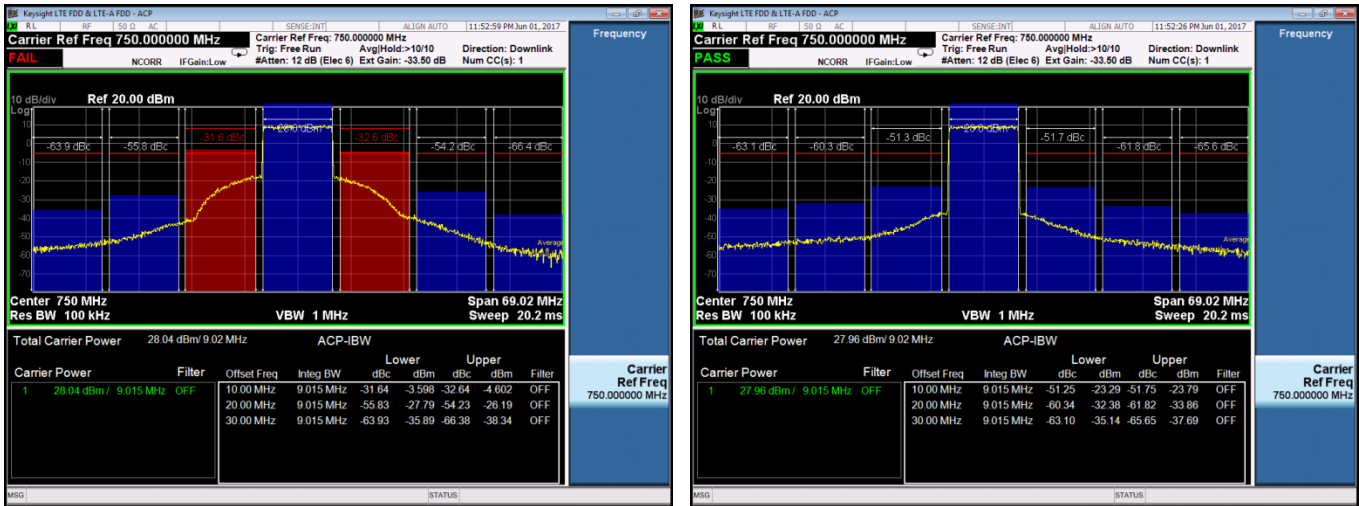 Keysight LTE FDD & LTE-A FDD - ACP
RL RF 50 Ω AC SENSE:INT ALIGN AUTO 11:52:59 PM Jun 01, 2017
Carrier Ref Freq 750.000000 MHz
Carrier Ref Freq: 750.000000 MHz
Trig: Free Run Avg|Hold:>10/10 Direction: Downlink
FAIL
NCORR IFGain:Low #Atten: 12 dB (Elec 6) Ext Gain: -33.50 dB Num CC(s): 1
Frequency
10 dB/div Ref 20.00 dBm
Log
10
0
-10
-20
-30
-40
-50
-60
-70
-63.9 dBc -55.8 dBc -31.6 dBc -32.6 dBc -54.2 dBc -66.4 dBc
Average
Center 750 MHz Span 69.02 MHz
Res BW 100 kHz VBW 1 MHz Sweep 20.2 ms
Total Carrier Power 28.04 dBm/ 9.02 MHz ACP-IBW
Lower Upper
Carrier Power Filter Offset Freq Integ BW dBc dBm dBc dBm Filter
1 28.04 dBm / 9.015 MHz OFF
10.00 MHz 9.015 MHz -31.64 -3.598 -32.64 -4.602 OFF
20.00 MHz 9.015 MHz -55.83 -27.79 -54.23 -26.19 OFF
30.00 MHz 9.015 MHz -63.93 -35.89 -66.38 -38.34 OFF
Carrier
Ref Freq
750.000000 MHz
MSG STATUS
Keysight LTE FDD & LTE-A FDD - ACP
RL RF 50 Ω AC SENSE:INT ALIGN AUTO 11:52:26 PM Jun 01, 2017
Carrier Ref Freq 750.000000 MHz
Carrier Ref Freq: 750.000000 MHz
Trig: Free Run Avg|Hold:>10/10 Direction: Downlink
PASS
NCORR IFGain:Low #Atten: 12 dB (Elec 6) Ext Gain: -33.50 dB Num CC(s): 1
Frequency
10 dB/div Ref 20.00 dBm
Log
10
0
-10
-20
-30
-40
-50
-60
-70
-63.1 dBc -60.3 dBc -51.3 dBc -51.7 dBc -61.8 dBc -65.6 dBc
Average
Center 750 MHz Span 69.02 MHz
Res BW 100 kHz VBW 1 MHz Sweep 20.2 ms
Total Carrier Power 27.96 dBm/ 9.02 MHz ACP-IBW
Lower Upper
Carrier Power Filter Offset Freq Integ BW dBc dBm dBc dBm Filter
1 27.96 dBm / 9.015 MHz OFF
10.00 MHz 9.015 MHz -51.25 -23.29 -51.75 -23.79 OFF
20.00 MHz 9.015 MHz -60.34 -32.38 -61.82 -33.86 OFF
30.00 MHz 9.015 MHz -63.10 -35.14 -65.65 -37.69 OFF
Carrier
Ref Freq
750.000000 MHz
MSG STATUS